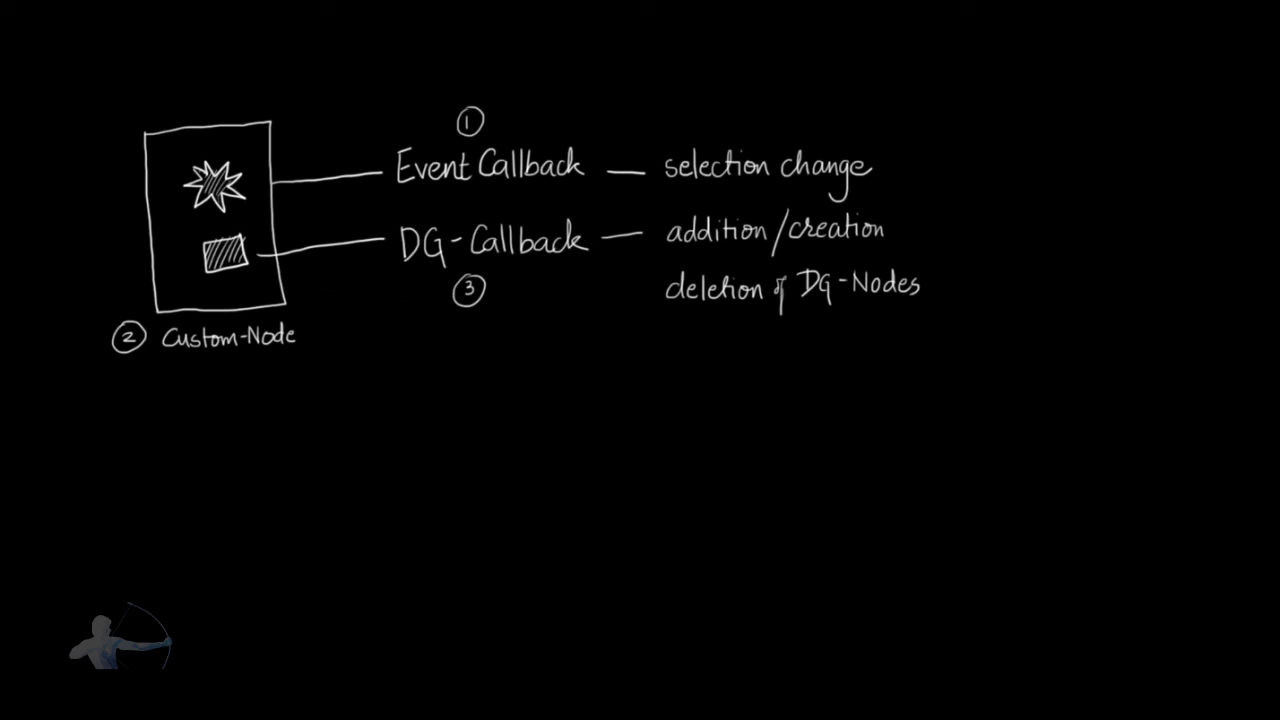 ①
Event Callback — selection change
DG-Callback — addition/creation
deletion of DG-Nodes
③
② Custom-Node